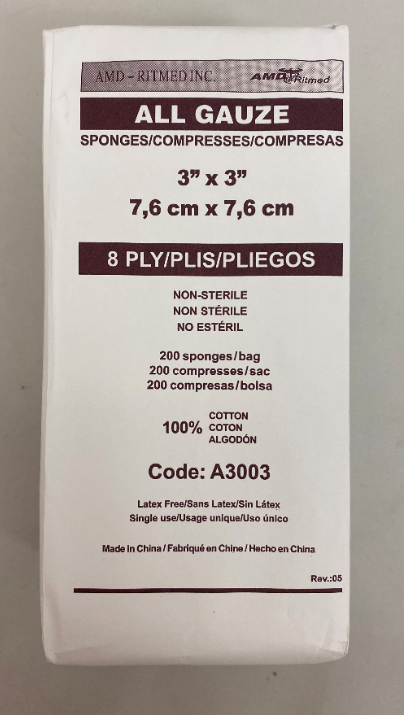 AMD - RITMED INC.
AMD Ritmed
ALL GAUZE
SPONGES/COMPRESSES/COMPRESAS
3” x 3”
7,6 cm x 7,6 cm
8 PLY/PLIS/PLIEGOS
NON-STERILE
NON STÉRILE
NO ESTÉRIL
200 sponges/bag
200 compresses/sac
200 compresas/bolsa
100% COTTON
COTON
ALGODÓN
Code: A3003
Latex Free/Sans Latex/Sin Látex
Single use/Usage unique/Uso único
Made in China / Fabriqué en Chine / Hecho en China
Rev.:05